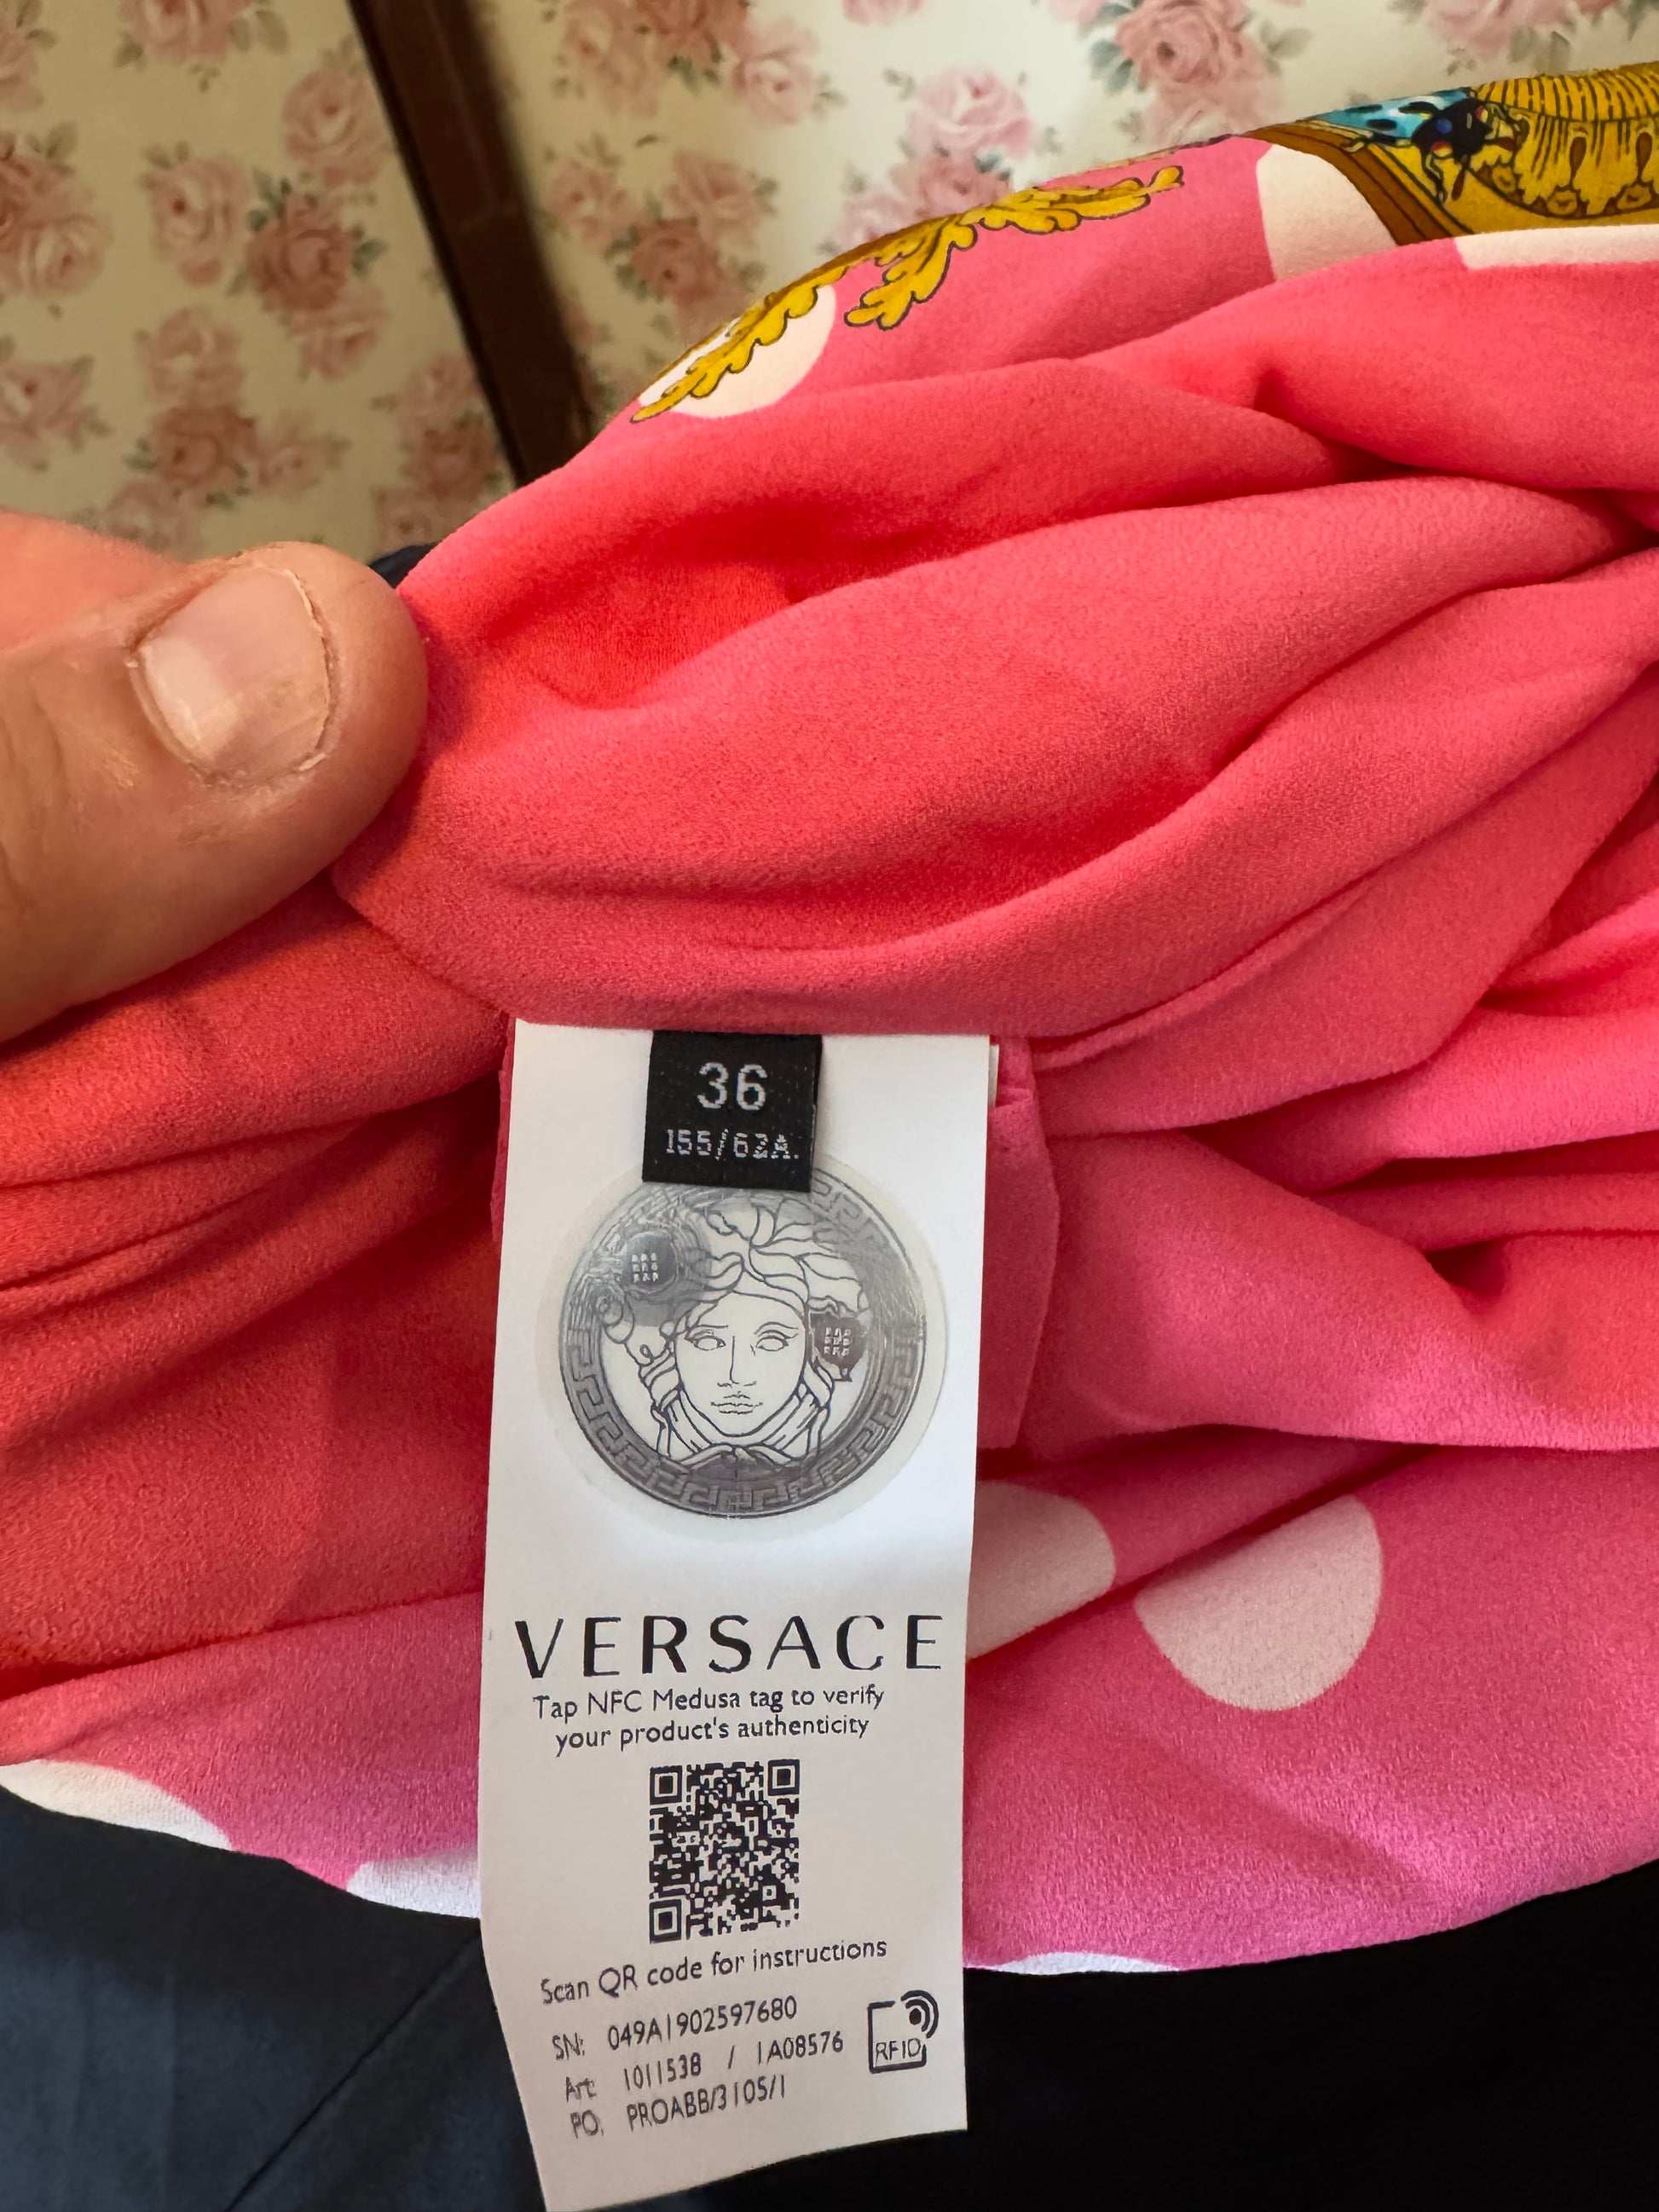 36
155/62A.
VERSACE
Tap NFC Medusa tag to verify
your product's authenticity
Scan QR code for instructions
SN: 049A1902597680
Art: 1011538 / 1A08576
PO. PROABB/3105/1
RFID